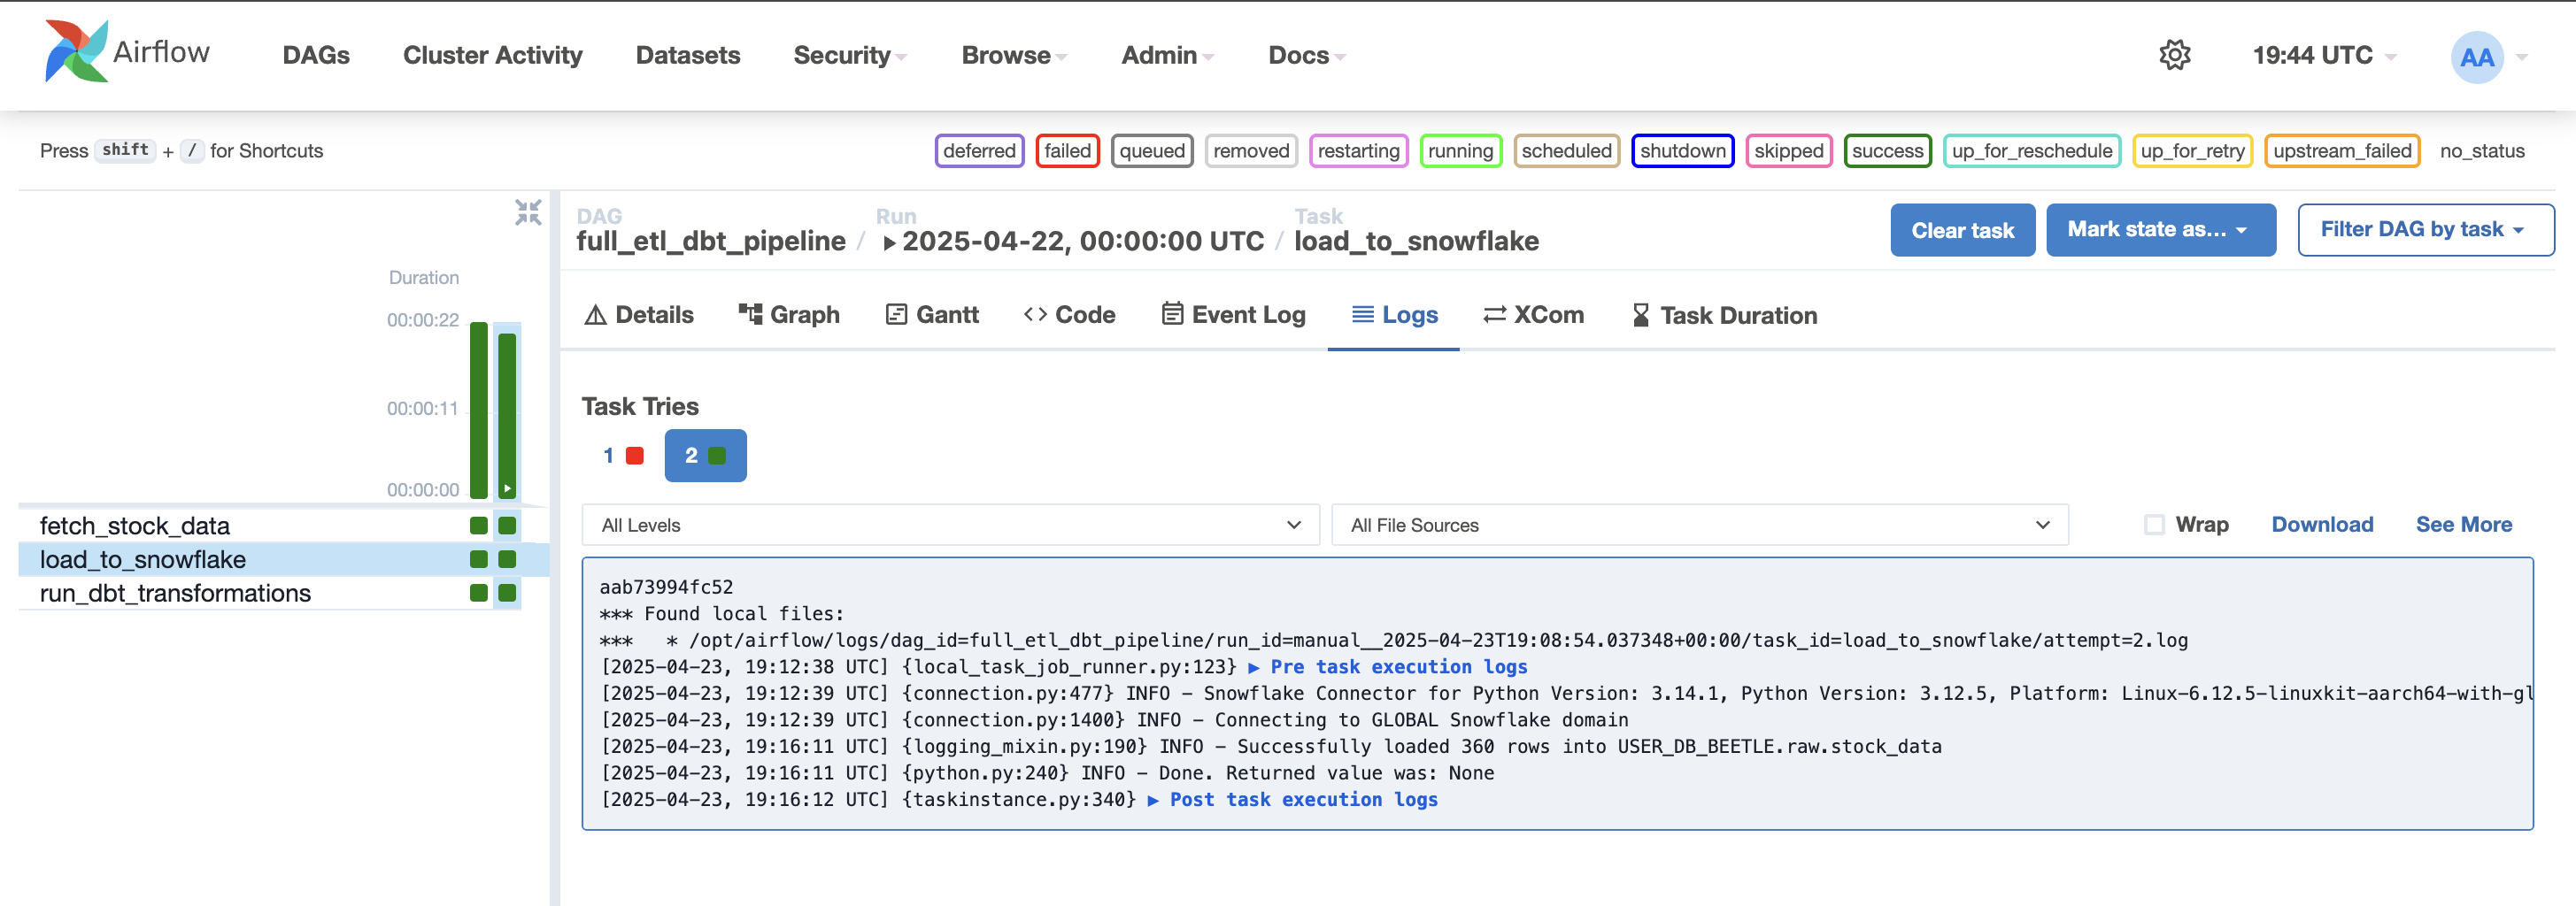 Airflow DAGs Cluster Activity Datasets Security Browse Admin Docs 19:44 UTC AA
Press shift + / for Shortcuts deferred failed queued removed restarting running scheduled shutdown skipped success up_for_reschedule up_for_retry upstream_failed no_status
Duration
00:00:22
00:00:11
00:00:00
fetch_stock_data
load_to_snowflake
run_dbt_transformations
DAG Run Task
full_etl_dbt_pipeline / 2025-04-22, 00:00:00 UTC / load_to_snowflake
Clear task Mark state as... Filter DAG by task
Details Graph Gantt Code Event Log Logs XCom Task Duration
Task Tries
1 2
All Levels All File Sources Wrap Download See More
aab73994fc52
*** Found local files:
***   * /opt/airflow/logs/dag_id=full_etl_dbt_pipeline/run_id=manual__2025-04-23T19:08:54.037348+00:00/task_id=load_to_snowflake/attempt=2.log
[2025-04-23, 19:12:38 UTC] {local_task_job_runner.py:123} ▶ Pre task execution logs
[2025-04-23, 19:12:39 UTC] {connection.py:477} INFO - Snowflake Connector for Python Version: 3.14.1, Python Version: 3.12.5, Platform: Linux-6.12.5-linuxkit-aarch64-with-gl
[2025-04-23, 19:12:39 UTC] {connection.py:1400} INFO - Connecting to GLOBAL Snowflake domain
[2025-04-23, 19:16:11 UTC] {logging_mixin.py:190} INFO - Successfully loaded 360 rows into USER_DB_BEETLE.raw.stock_data
[2025-04-23, 19:16:11 UTC] {python.py:240} INFO - Done. Returned value was: None
[2025-04-23, 19:16:12 UTC] {taskinstance.py:340} ▶ Post task execution logs